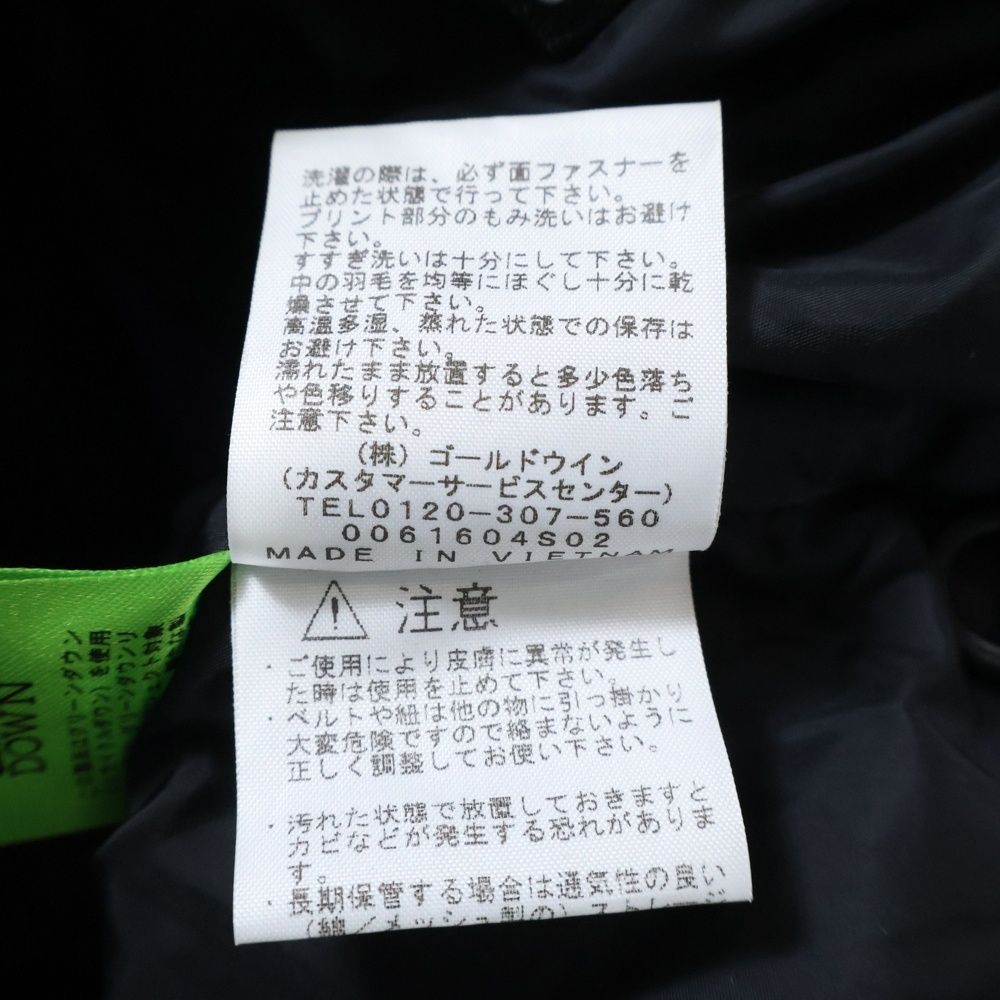 洗濯の際は、必ず面ファスナーを
止めた状態で行って下さい。
プリント部分のもみ洗いはお避け
下さい。
すすぎ洗いは十分にして下さい。
中の羽毛を均等にほぐし十分に乾
燥させて下さい。
高温多湿、蒸れた状態での保存は
お避け下さい。
濡れたまま放置すると多少色落ち
や色移りすることがあります。ご
注意下さい。
(株)ゴールドウイン
(カスタマーサービスセンター)
TEL0120-307-560
0061604S02
MADE IN VIETNAM
注意
・ご使用により皮膚に異常が発生し
た時は使用を止めて下さい。
・ベルトや紐は他の物に引っ掛かり
大変危険ですので絡まないように
正しく調整してお使い下さい。
・汚れた状態で放置しておきますと
カビなどが発生する恐れがありま
す。
・長期保管する場合は通気性の良い
(綿/メッシュ製の)ストレージ
DOWN